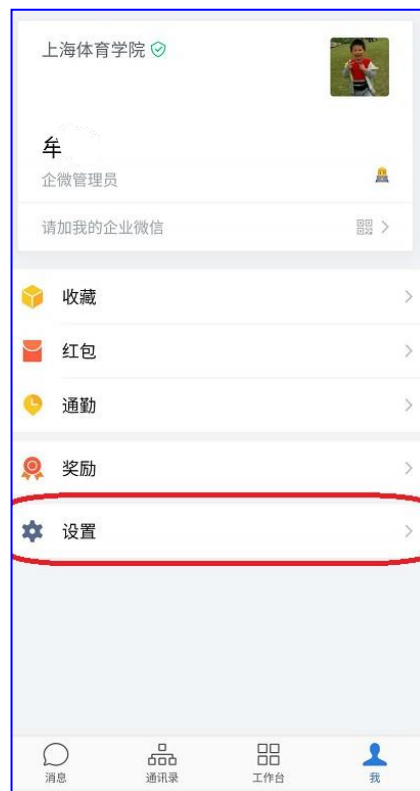 上海体育学院
牟
企微管理员
请加我的企业微信
收藏
红包
通勤
奖励
设置
消息 通讯录 工作台 我